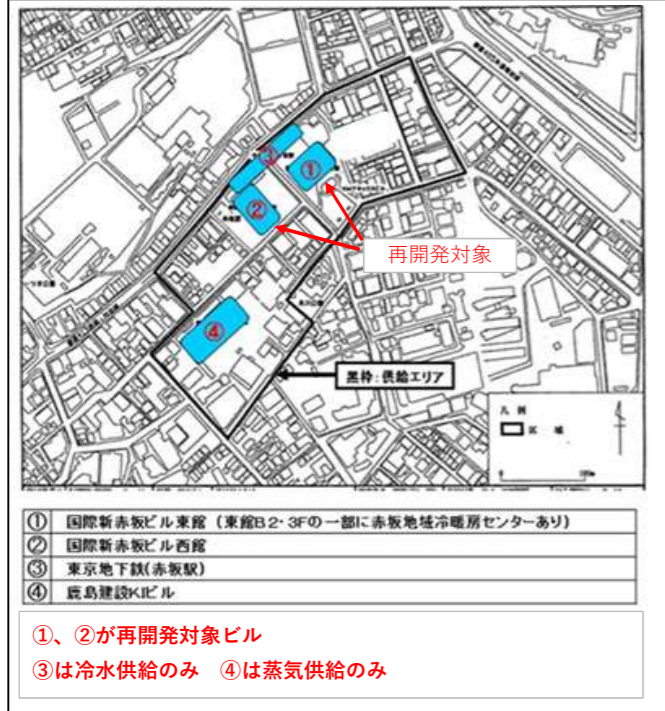 ③
①
②
再開発対象
④
黒枠:供給エリア
凡 例
区 域
① 国際新赤坂ビル東館(東館B2・3Fの一部に赤坂地域冷暖房センターあり)
② 国際新赤坂ビル西館
③ 東京地下鉄(赤坂駅)
④ 鹿島建設KIビル
①、②が再開発対象ビル
③は冷水供給のみ ④は蒸気供給のみ